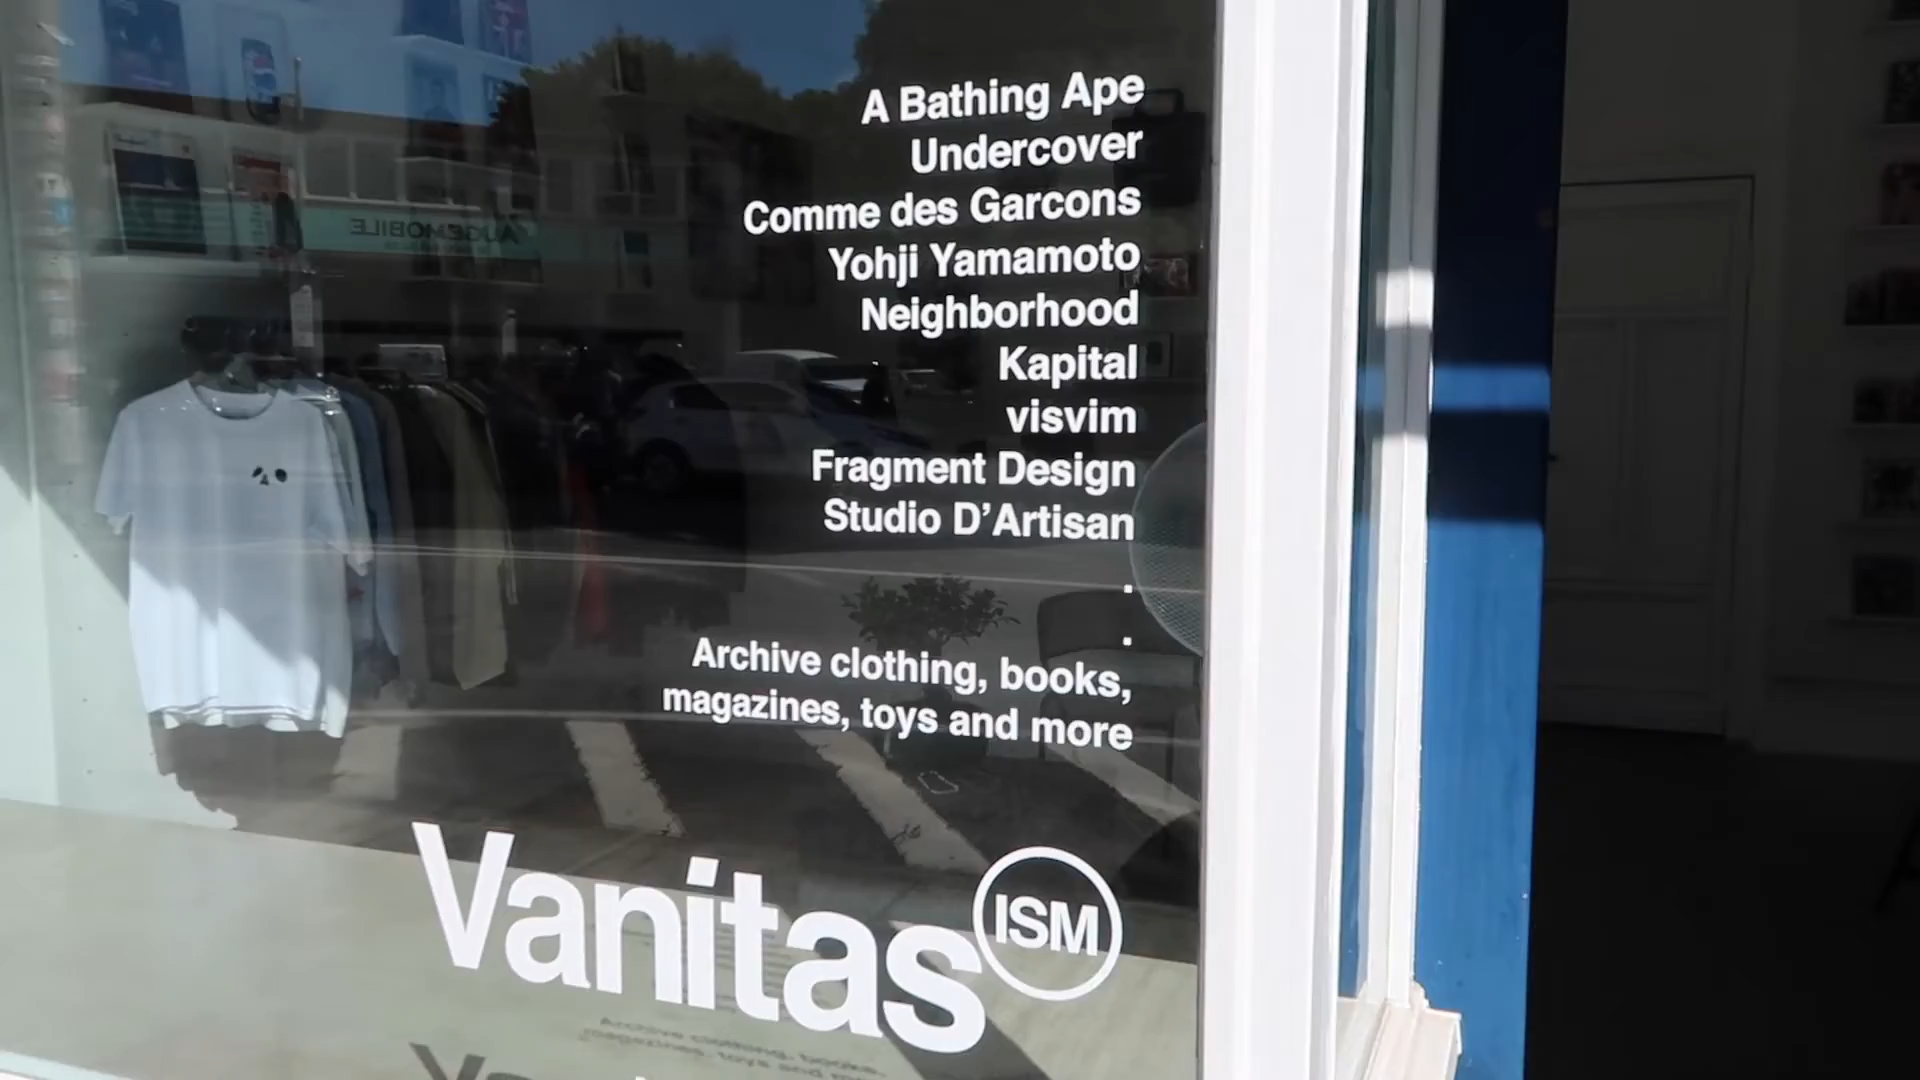 A Bathing Ape
Undercover
Comme des Garcons
Yohji Yamamoto
Neighborhood
Kapital
visvim
Fragment Design
Studio D’Artisan
.
.
Archive clothing, books,
magazines, toys and more
Vanitas ISM
AUGEMOBILE